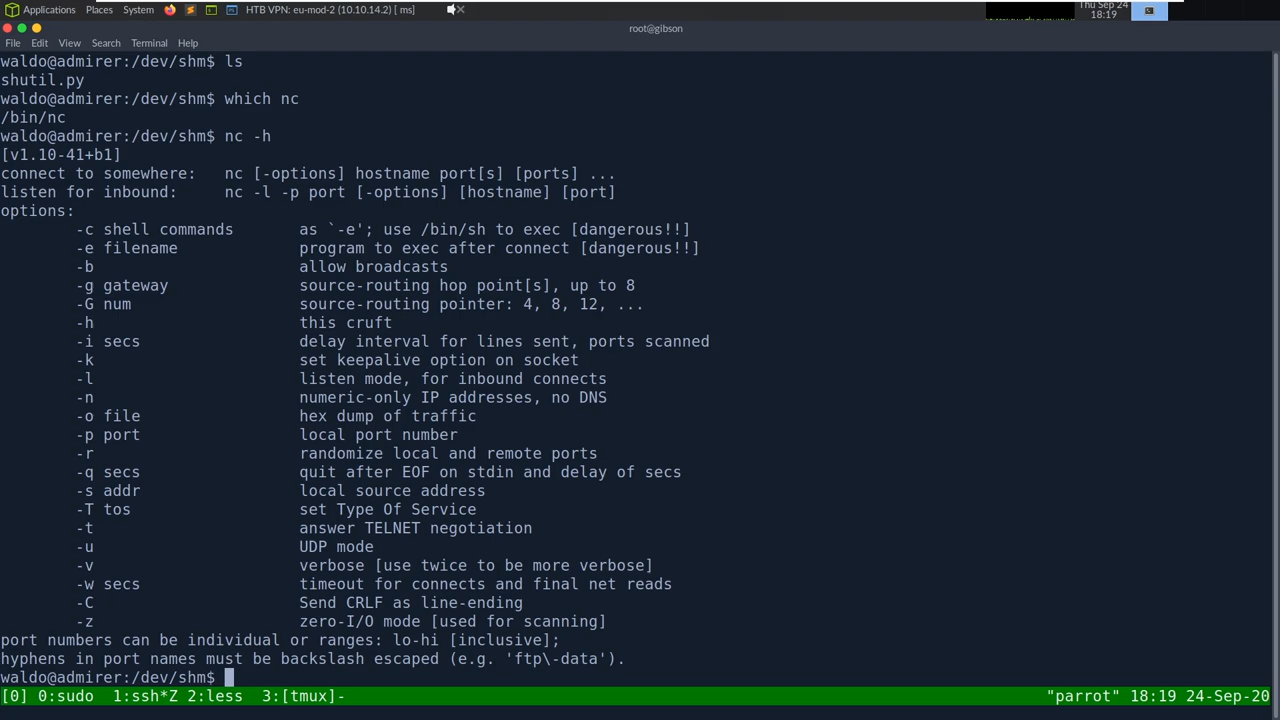 Applications Places System HTB VPN: eu-mod-2 (10.10.14.2) [ ms] Thu Sep 24
18:19
root@gibson
File Edit View Search Terminal Help
waldo@admirer:/dev/shm$ ls
shutil.py
waldo@admirer:/dev/shm$ which nc
/bin/nc
waldo@admirer:/dev/shm$ nc -h
[v1.10-41+b1]
connect to somewhere:   nc [-options] hostname port[s] [ports] ...
listen for inbound:     nc -l -p port [-options] [hostname] [port]
options:
        -c shell commands       as `-e'; use /bin/sh to exec [dangerous!!]
        -e filename             program to exec after connect [dangerous!!]
        -b                      allow broadcasts
        -g gateway              source-routing hop point[s], up to 8
        -G num                  source-routing pointer: 4, 8, 12, ...
        -h                      this cruft
        -i secs                 delay interval for lines sent, ports scanned
        -k                      set keepalive option on socket
        -l                      listen mode, for inbound connects
        -n                      numeric-only IP addresses, no DNS
        -o file                 hex dump of traffic
        -p port                 local port number
        -r                      randomize local and remote ports
        -q secs                 quit after EOF on stdin and delay of secs
        -s addr                 local source address
        -T tos                  set Type Of Service
        -t                      answer TELNET negotiation
        -u                      UDP mode
        -v                      verbose [use twice to be more verbose]
        -w secs                 timeout for connects and final net reads
        -C                      Send CRLF as line-ending
        -z                      zero-I/O mode [used for scanning]
port numbers can be individual or ranges: lo-hi [inclusive];
hyphens in port names must be backslash escaped (e.g. 'ftp\-data').
waldo@admirer:/dev/shm$
[0] 0:sudo  1:ssh*Z 2:less  3:[tmux]- "parrot" 18:19 24-Sep-20